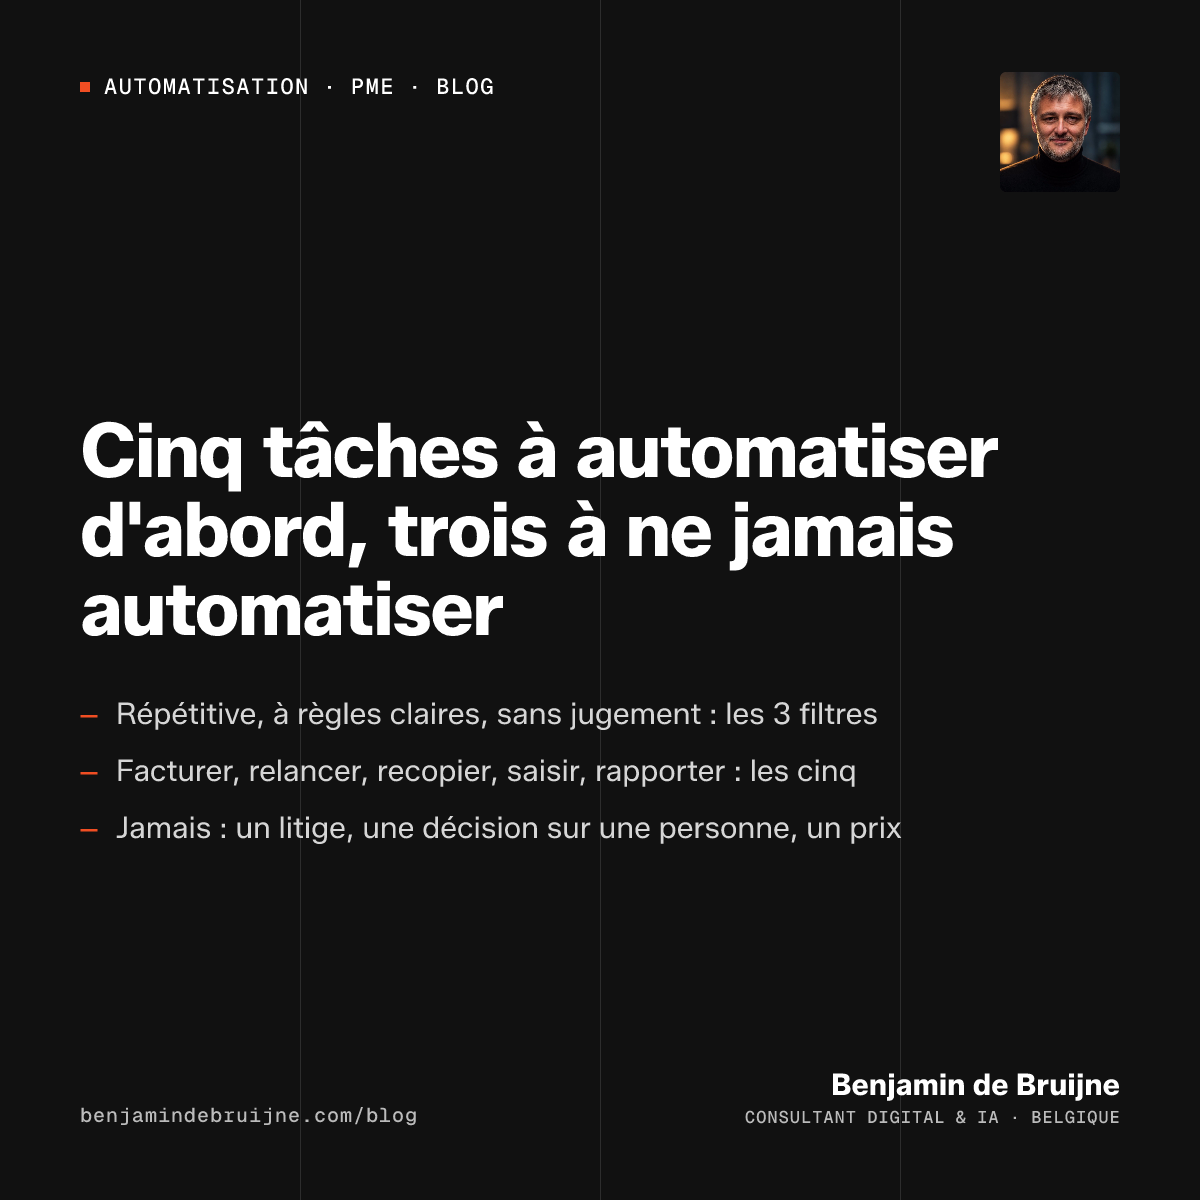 AUTOMATISATION · PME · BLOG
Cinq tâches à automatiser
d'abord, trois à ne jamais
automatiser
– Répétitive, à règles claires, sans jugement : les 3 filtres
– Facturer, relancer, recopier, saisir, rapporter : les cinq
– Jamais : un litige, une décision sur une personne, un prix
benjamindebruijne.com/blog
Benjamin de Bruijne
CONSULTANT DIGITAL & IA · BELGIQUE